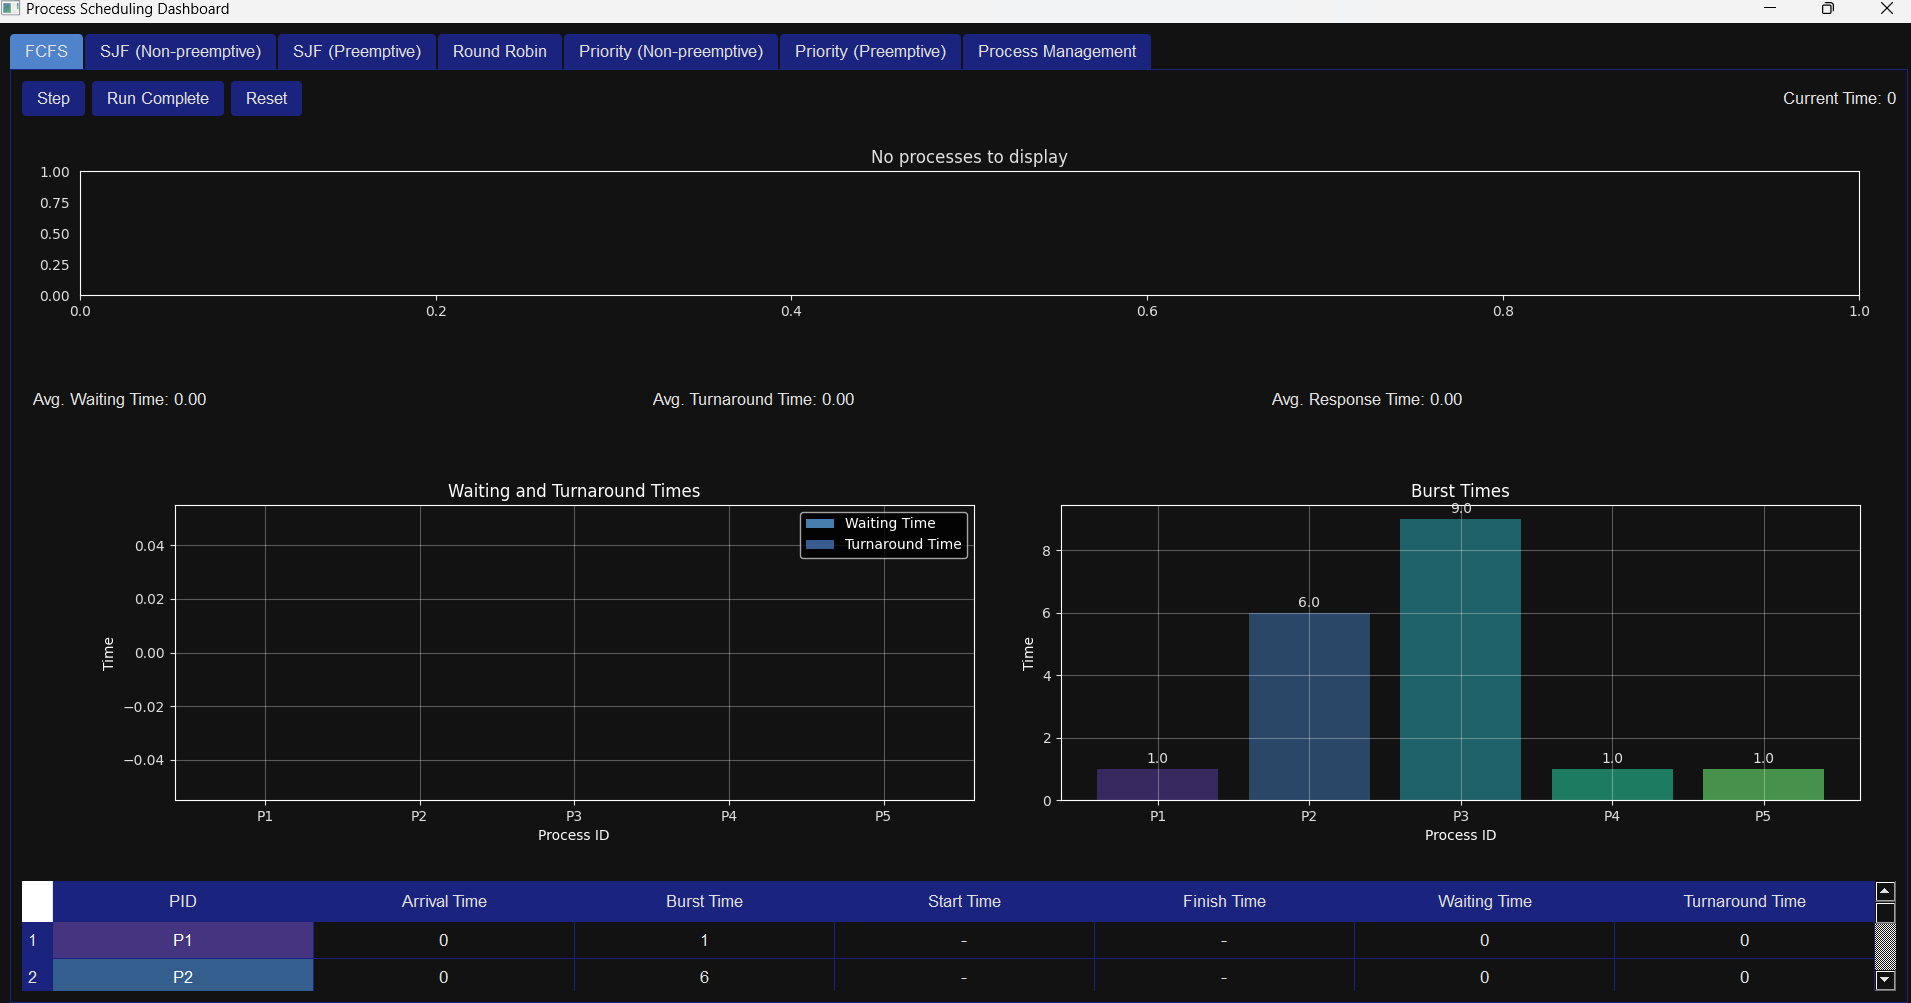 Process Scheduling Dashboard
FCFS SJF (Non-preemptive) SJF (Preemptive) Round Robin Priority (Non-preemptive) Priority (Preemptive) Process Management
Step Run Complete Reset Current Time: 0
No processes to display
1.00
0.75
0.50
0.25
0.00
0.0 0.2 0.4 0.6 0.8 1.0
Avg. Waiting Time: 0.00 Avg. Turnaround Time: 0.00 Avg. Response Time: 0.00
Waiting and Turnaround Times
Waiting Time
Turnaround Time
0.04
0.02
0.00
−0.02
−0.04
Time
P1 P2 P3 P4 P5
Process ID
Burst Times
9.0
6.0
1.0 1.0 1.0
8
6
4
2
0
Time
P1 P2 P3 P4 P5
Process ID
PID Arrival Time Burst Time Start Time Finish Time Waiting Time Turnaround Time
1 P1 0 1 - - 0 0
2 P2 0 6 - - 0 0